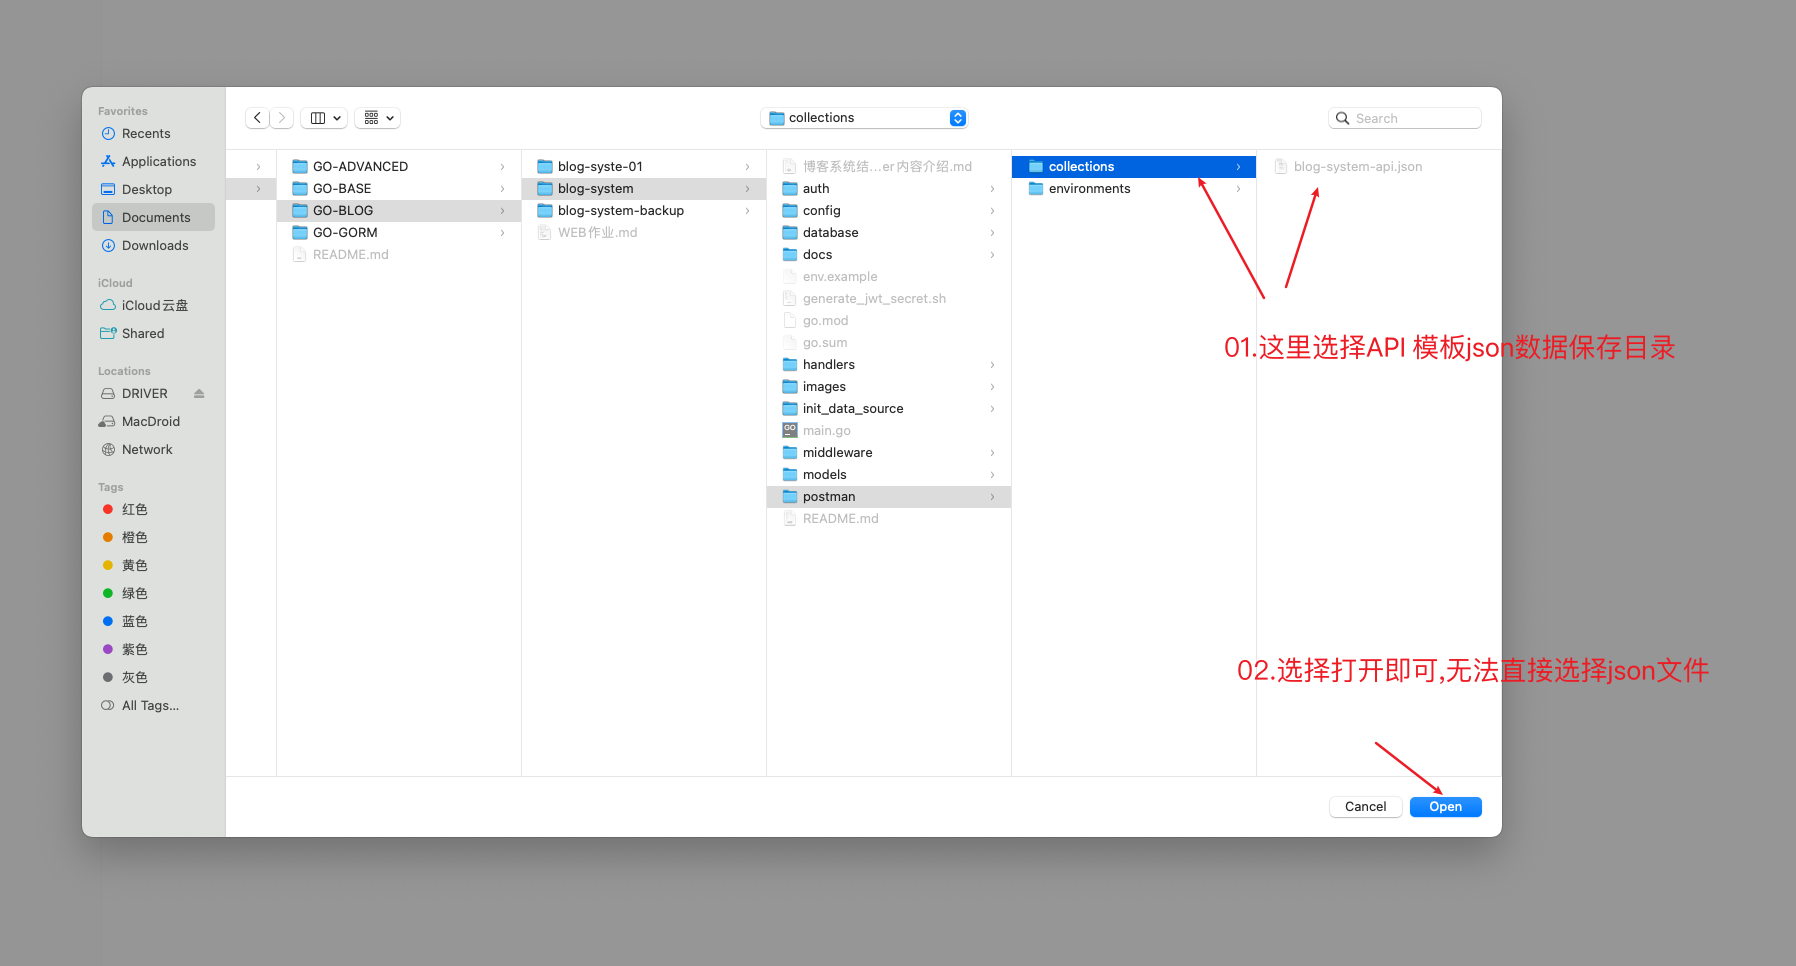 Favorites
Recents
Applications
Desktop
Documents
Downloads
iCloud
iCloud云盘
Shared
Locations
DRIVER
MacDroid
Network
Tags
红色
橙色
黄色
绿色
蓝色
紫色
灰色
All Tags...
collections
Search
GO-ADVANCED
GO-BASE
GO-BLOG
GO-GORM
README.md
blog-syste-01
blog-system
blog-system-backup
WEB作业.md
博客系统结...er内容介绍.md
auth
config
database
docs
env.example
generate_jwt_secret.sh
go.mod
go.sum
handlers
images
init_data_source
GO
main.go
middleware
models
postman
README.md
collections
environments
blog-system-api.json
01.这里选择API 模板json数据保存目录
02.选择打开即可,无法直接选择json文件
Cancel
Open